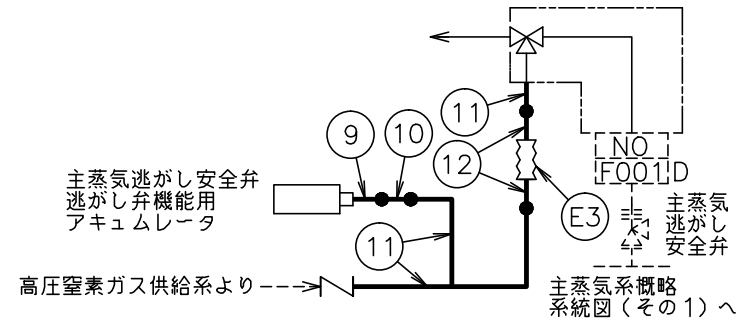 11
9
10
NO
F001
D
12
主蒸気逃がし安全弁
逃がし弁機能用
アキュムレータ
E3
主蒸気
逃がし
安全弁
11
高圧窒素ガス供給系より
主蒸気系概略
系統図(その1)へ